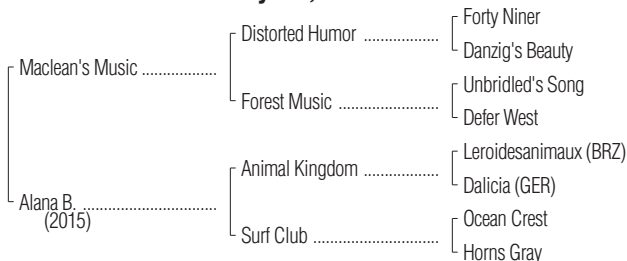 Forty Niner
Distorted Humor ..................
Danzig's Beauty
Maclean's Music .................
Unbridled's Song
Forest Music ........................
Defer West
Leroidesanimaux (BRZ)
Animal Kingdom ..................
Dalicia (GER)
Alana B. ..............................
(2015)
Ocean Crest
Surf Club .............................
Horns Gray